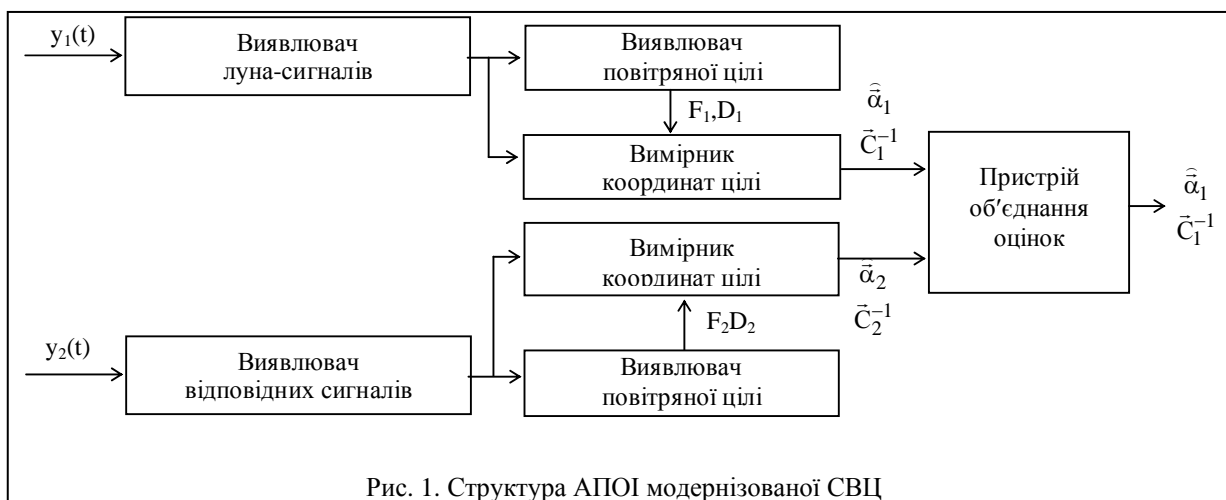 y₁(t)
Виявлювач
луна-сигналів
Виявлювач
повітряної цілі
F₁,D₁
Вимірник
координат цілі
α̂⃗₁
C⃗₁⁻¹
Пристрій
об′єднання
оцінок
α̂⃗₁
C⃗₁⁻¹
Вимірник
координат цілі
α̂⃗₂
C⃗₂⁻¹
F₂D₂
y₂(t)
Виявлювач
відповідних сигналів
Виявлювач
повітряної цілі
Рис. 1. Структура АПОІ модернізованої СВЦ